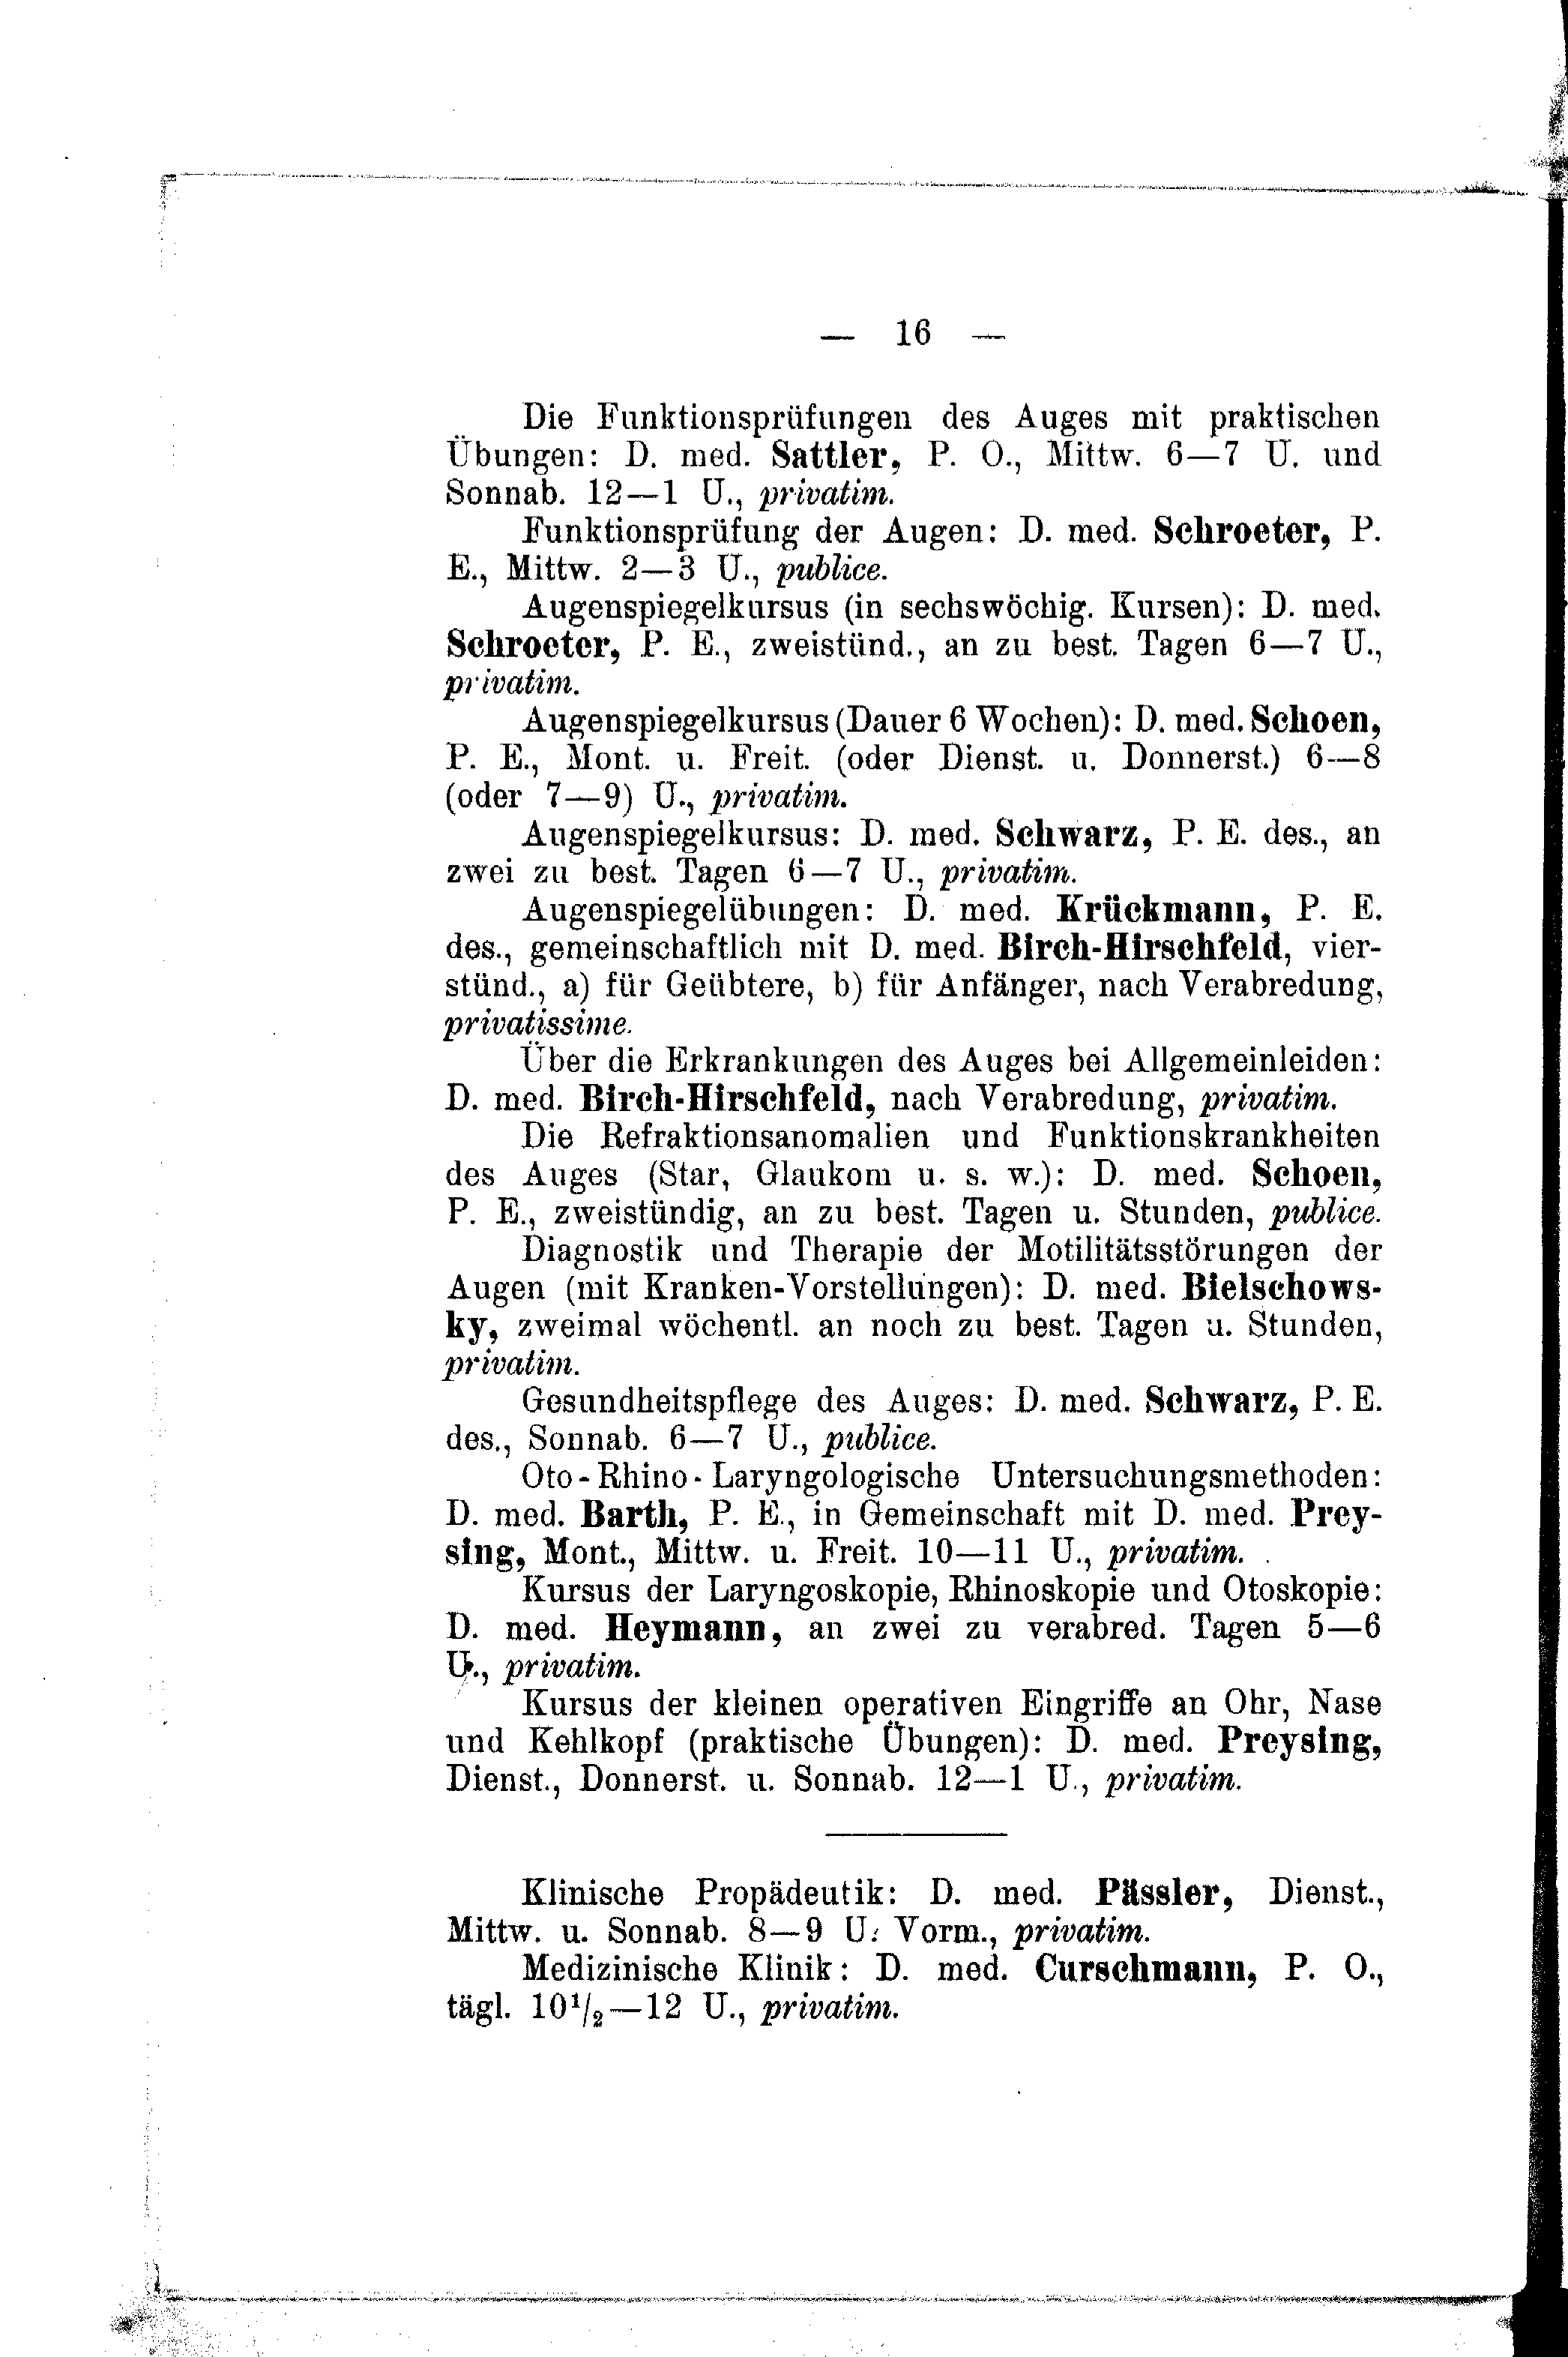 — 16 —
Die Funktionsprüfungen des Auges mit praktischen
Übungen: D. med. Sattler, P. O., Mittw. 6—7 U. und
Sonnab. 12—1 U., privatim.
Funktionsprüfung der Augen: D. med. Schroeter, P.
E., Mittw. 2—3 U., publice.
Augenspiegelkursus (in sechswöchig. Kursen): D. med.
Schroeter, P. E., zweistünd., an zu best. Tagen 6—7 U.,
privatim.
Augenspiegelkursus (Dauer 6 Wochen): D. med. Schoen,
P. E., Mont. u. Freit. (oder Dienst. u. Donnerst.) 6—8
(oder 7—9) U., privatim.
Augenspiegelkursus: D. med. Schwarz, P. E. des., an
zwei zu best. Tagen 6—7 U., privatim.
Augenspiegelübungen: D. med. Krückmann, P. E.
des., gemeinschaftlich mit D. med. Birch-Hirschfeld, vier-
stünd., a) für Geübtere, b) für Anfänger, nach Verabredung,
privatissime.
Über die Erkrankungen des Auges bei Allgemeinleiden:
D. med. Birch-Hirschfeld, nach Verabredung, privatim.
Die Refraktionsanomalien und Funktionskrankheiten
des Auges (Star, Glaukom u. s. w.): D. med. Schoen,
P. E., zweistündig, an zu best. Tagen u. Stunden, publice.
Diagnostik und Therapie der Motilitätsstörungen der
Augen (mit Kranken-Vorstellungen): D. med. Bielschows-
ky, zweimal wöchentl. an noch zu best. Tagen u. Stunden,
privatim.
Gesundheitspflege des Auges: D. med. Schwarz, P. E.
des., Sonnab. 6—7 U., publice.
Oto-Rhino-Laryngologische Untersuchungsmethoden:
D. med. Barth, P. E., in Gemeinschaft mit D. med. Prey-
sing, Mont., Mittw. u. Freit. 10—11 U., privatim.
Kursus der Laryngoskopie, Rhinoskopie und Otoskopie:
D. med. Heymann, an zwei zu verabred. Tagen 5—6
U., privatim.
Kursus der kleinen operativen Eingriffe an Ohr, Nase
und Kehlkopf (praktische Übungen): D. med. Preysing,
Dienst., Donnerst. u. Sonnab. 12—1 U., privatim.
Klinische Propädeutik: D. med. Pässler, Dienst.,
Mittw. u. Sonnab. 8—9 U. Vorm., privatim.
Medizinische Klinik: D. med. Curschmann, P. O.,
tägl. 10½—12 U., privatim.